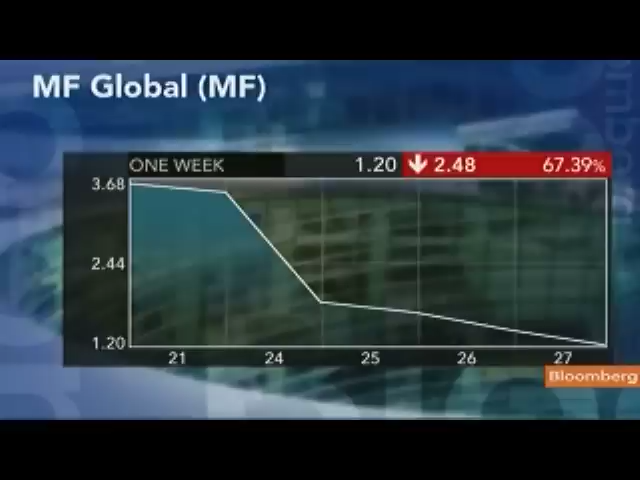 MF Global (MF)
ONE WEEK 1.20 2.48 67.39%
3.68
2.44
1.20
21 24 25 26 27
Bloomberg